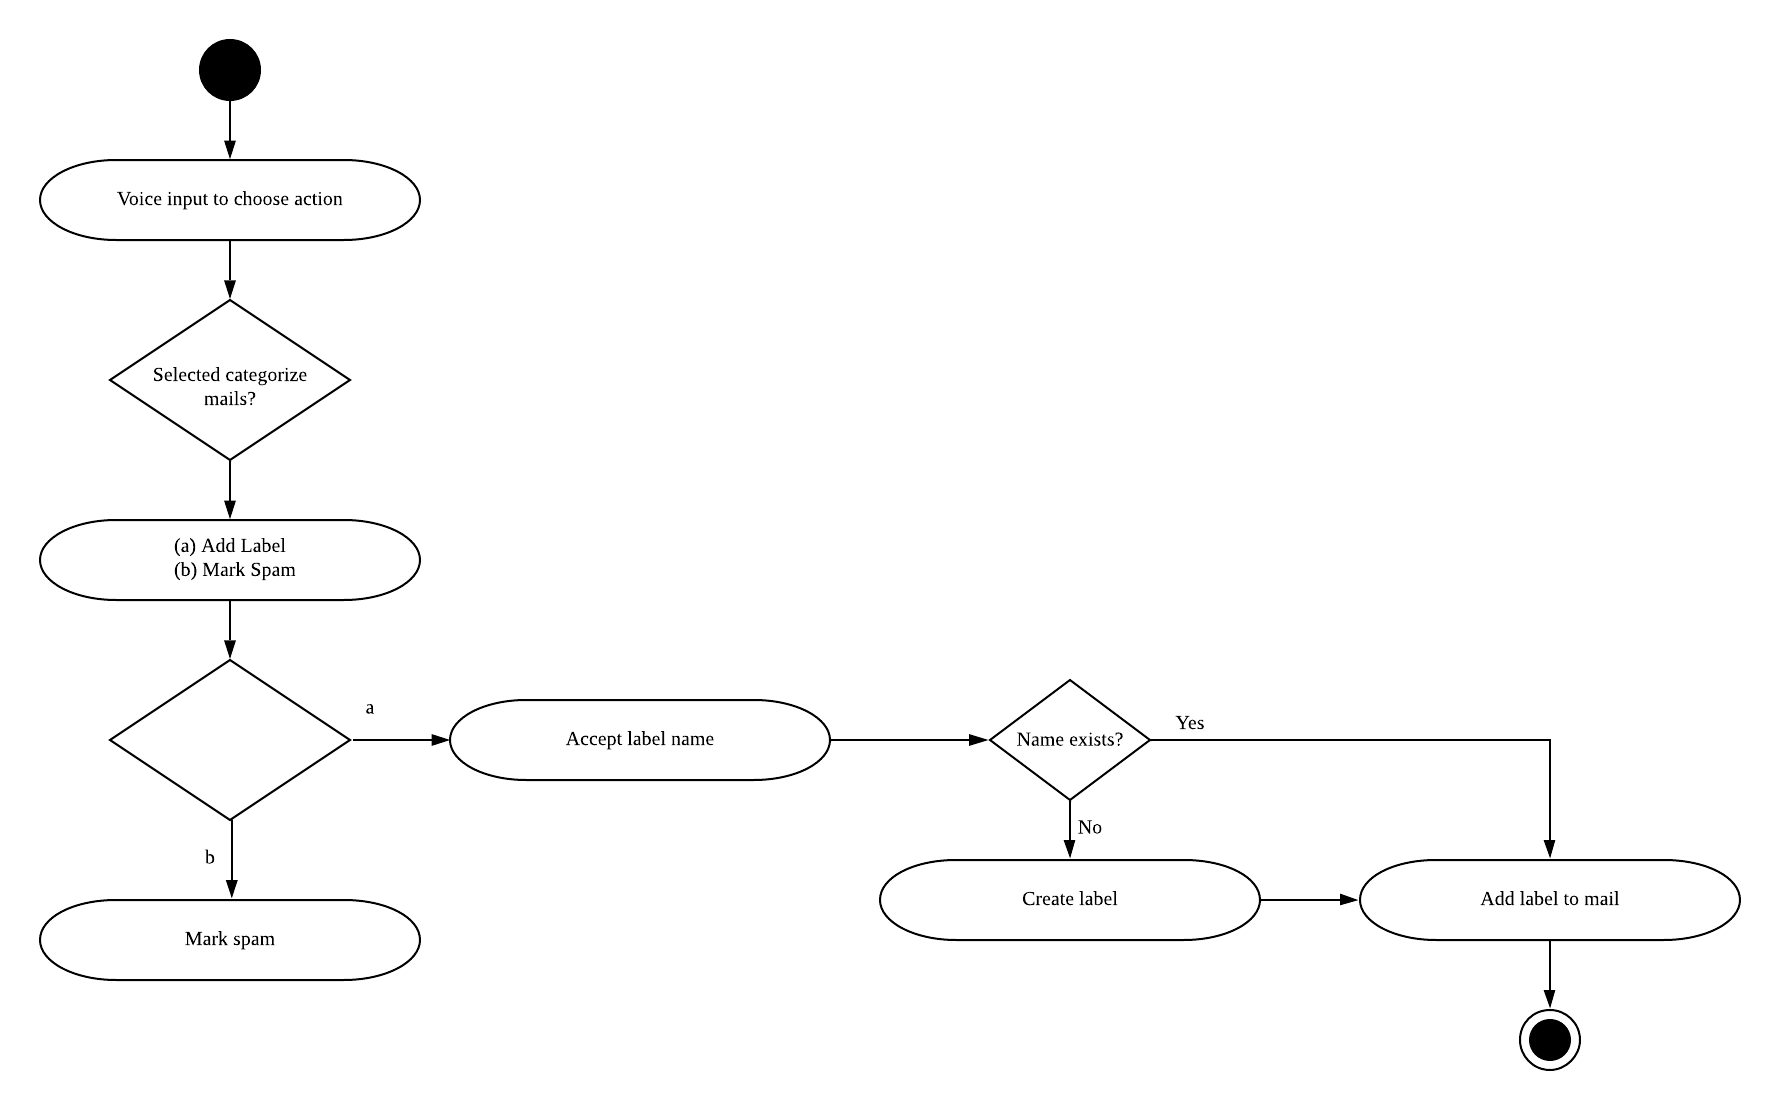 Voice input to choose action
Selected categorize
mails?
(a) Add Label
(b) Mark Spam
a
Accept label name
Name exists?
Yes
No
b
Create label
Add label to mail
Mark spam